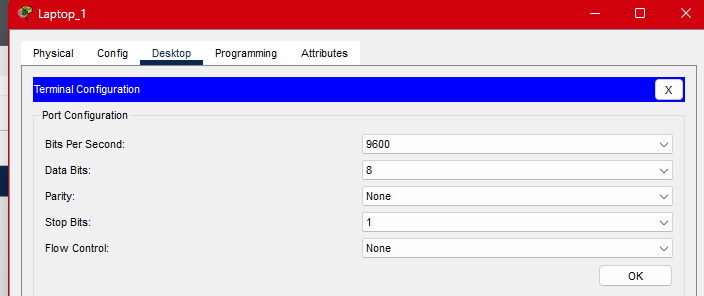 Laptop_1
Physical Config Desktop Programming Attributes
Terminal Configuration X
Port Configuration
Bits Per Second: 9600
Data Bits: 8
Parity: None
Stop Bits: 1
Flow Control: None
OK